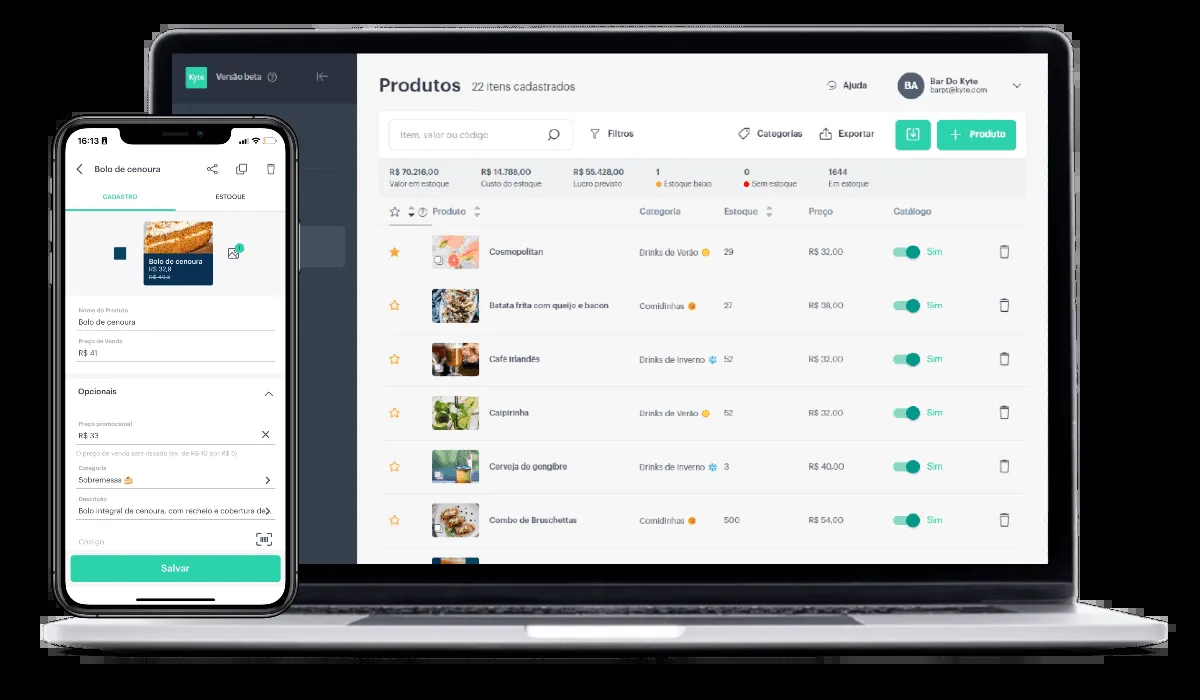 16:13
Bolo de cenoura
CADASTRO ESTOQUE
Bolo de cenoura
R$ 32,9
1
Nome do Produto
Bolo de cenoura
Preço de Venda
R$ 41
Opcionais
Preço promocional
R$ 33
O preço de venda será riscado (ex: de R$ 10 por R$ 5)
Categoria
Sobremesas 🍰
Descrição
Bolo integral de cenoura, com recheio e cobertura de
Código
Salvar
Kyte Versão beta
Produtos 22 itens cadastrados
Ajuda
BA
Bar Do Kyte
barpt@kyte.com
Item, valor ou código
Filtros
Categorias
Exportar
+ Produto
R$ 70.216,00 R$ 14.788,00 R$ 55.428,00 1 0 1644
Valor em estoque Custo do estoque Lucro previsto Estoque baixo Sem estoque Em estoque
Produto Categoria Estoque Preço Catálogo
Cosmopolitan Drinks de Verão 🟡 29 R$ 32,00 Sim
Batata frita com queijo e bacon Comidinhas 27 R$ 38,00 Sim
Café Irlandês Drinks de Inverno ❄ 52 R$ 32,00 Sim
Caipirinha Drinks de Verão 🟡 52 R$ 32,00 Sim
Cerveja de gengibre Drinks de Inverno ❄ 3 R$ 40,00 Sim
Combo de Bruschettas Comidinhas 500 R$ 54,00 Sim